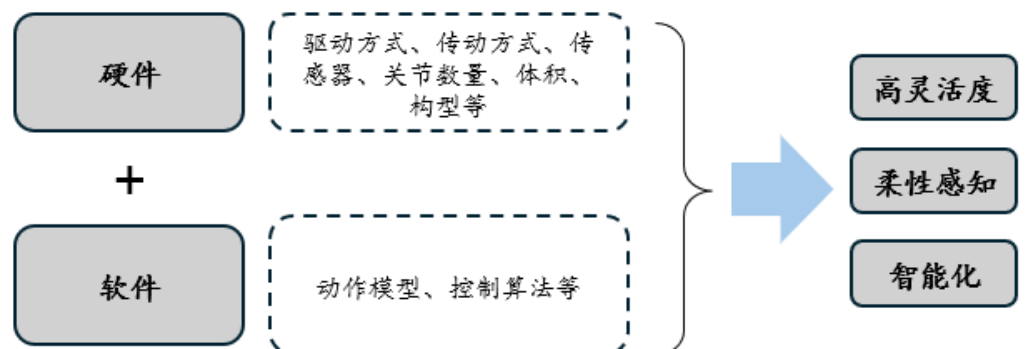 硬件
驱动方式、传动方式、传
感器、关节数量、体积、
构型等
+
软件
动作模型、控制算法等
高灵活度
柔性感知
智能化